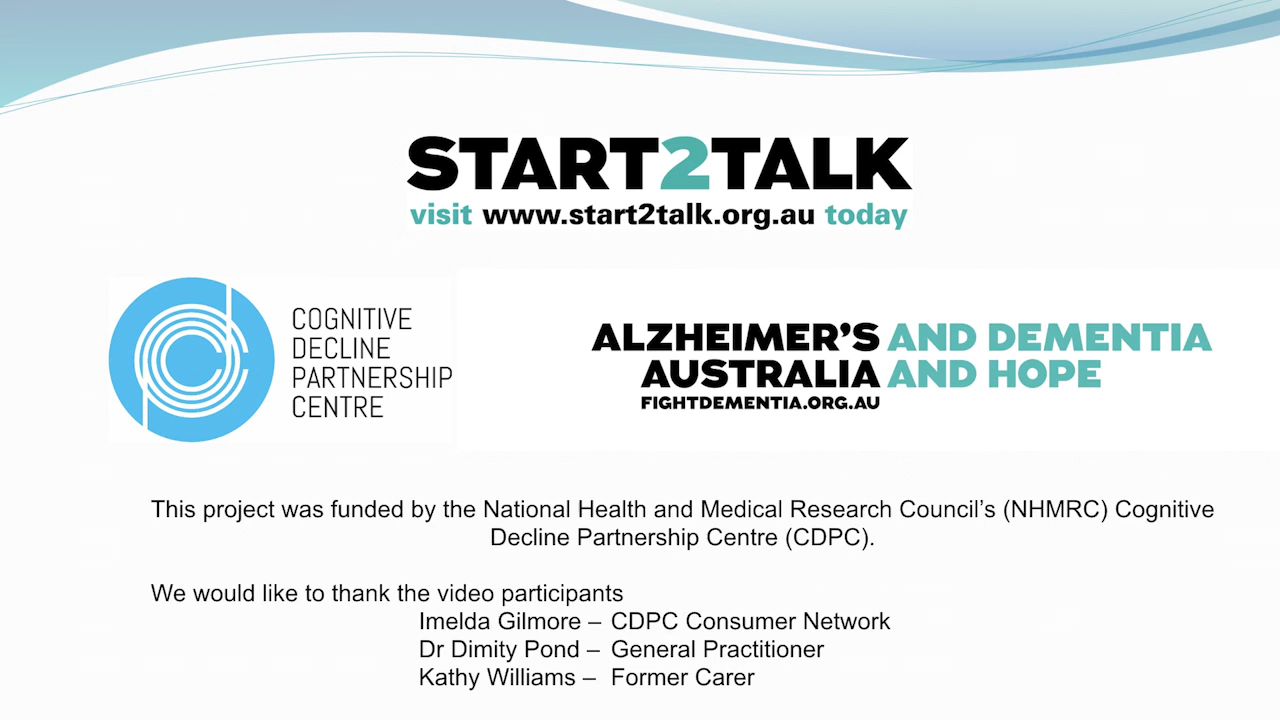 START2TALK
visit www.start2talk.org.au today
COGNITIVE
DECLINE
PARTNERSHIP
CENTRE
ALZHEIMER'S AND DEMENTIA
AUSTRALIA AND HOPE
FIGHTDEMENTIA.ORG.AU
This project was funded by the National Health and Medical Research Council’s (NHMRC) Cognitive
Decline Partnership Centre (CDPC).
We would like to thank the video participants
Imelda Gilmore – CDPC Consumer Network
Dr Dimity Pond – General Practitioner
Kathy Williams – Former Carer